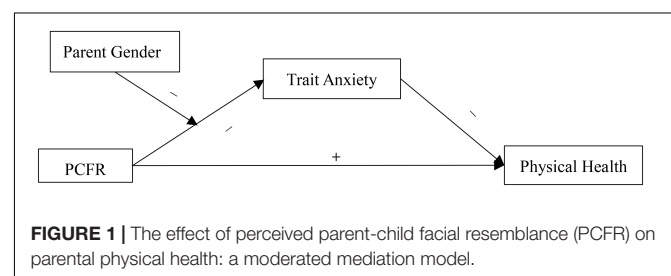 Parent Gender
Trait Anxiety
–
–
–
+
PCFR
Physical Health
FIGURE 1 | The effect of perceived parent-child facial resemblance (PCFR) on
parental physical health: a moderated mediation model.